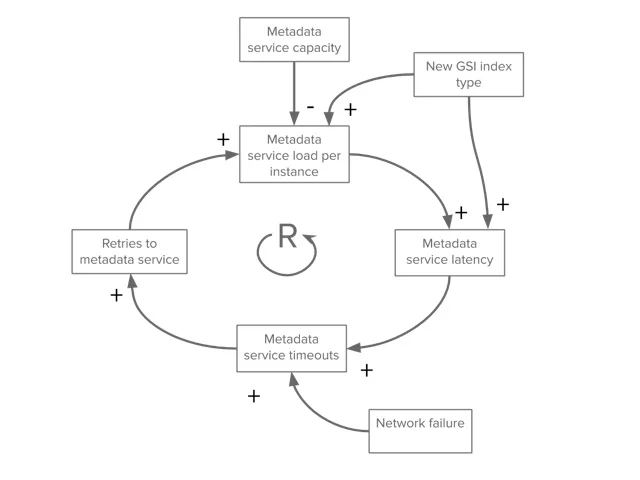 Metadata
service capacity
New GSI index
type
-
+
+
Metadata
service load per
instance
+
+
R
Retries to
metadata service
Metadata
service latency
+
Metadata
service timeouts
+
+
Network failure